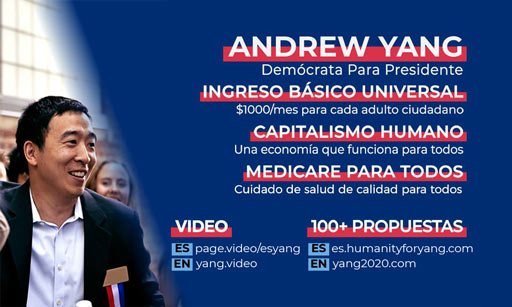 ANDREW YANG
Demócrata Para Presidente
INGRESO BÁSICO UNIVERSAL
$1000/mes para cada adulto ciudadano
CAPITALISMO HUMANO
Una economía que funciona para todos
MEDICARE PARA TODOS
Cuidado de salud de calidad para todos
VIDEO
ES page.video/esyang
EN yang.video
100+ PROPUESTAS
ES es.humanityforyang.com
EN yang2020.com